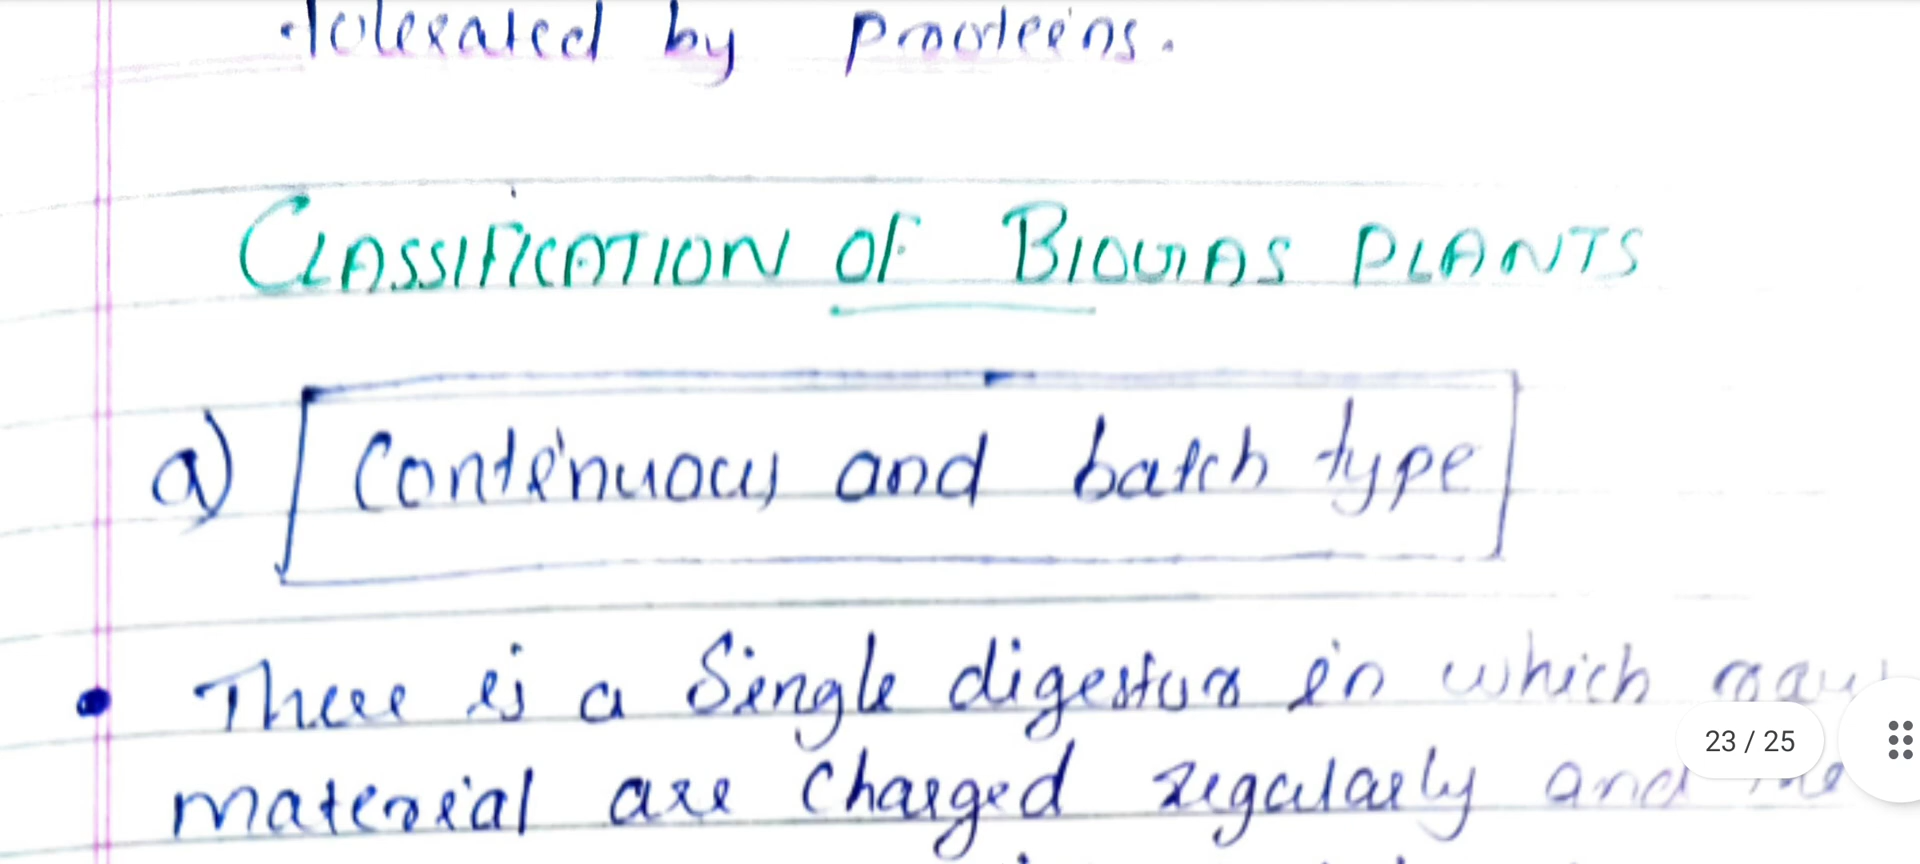 tolerated by proteins.
CLASSIFICATION OF BIOGAS PLANTS
a) Continuous and batch type
• There is a Single digestor in which raw
material are Charged regularly and the
23 / 25